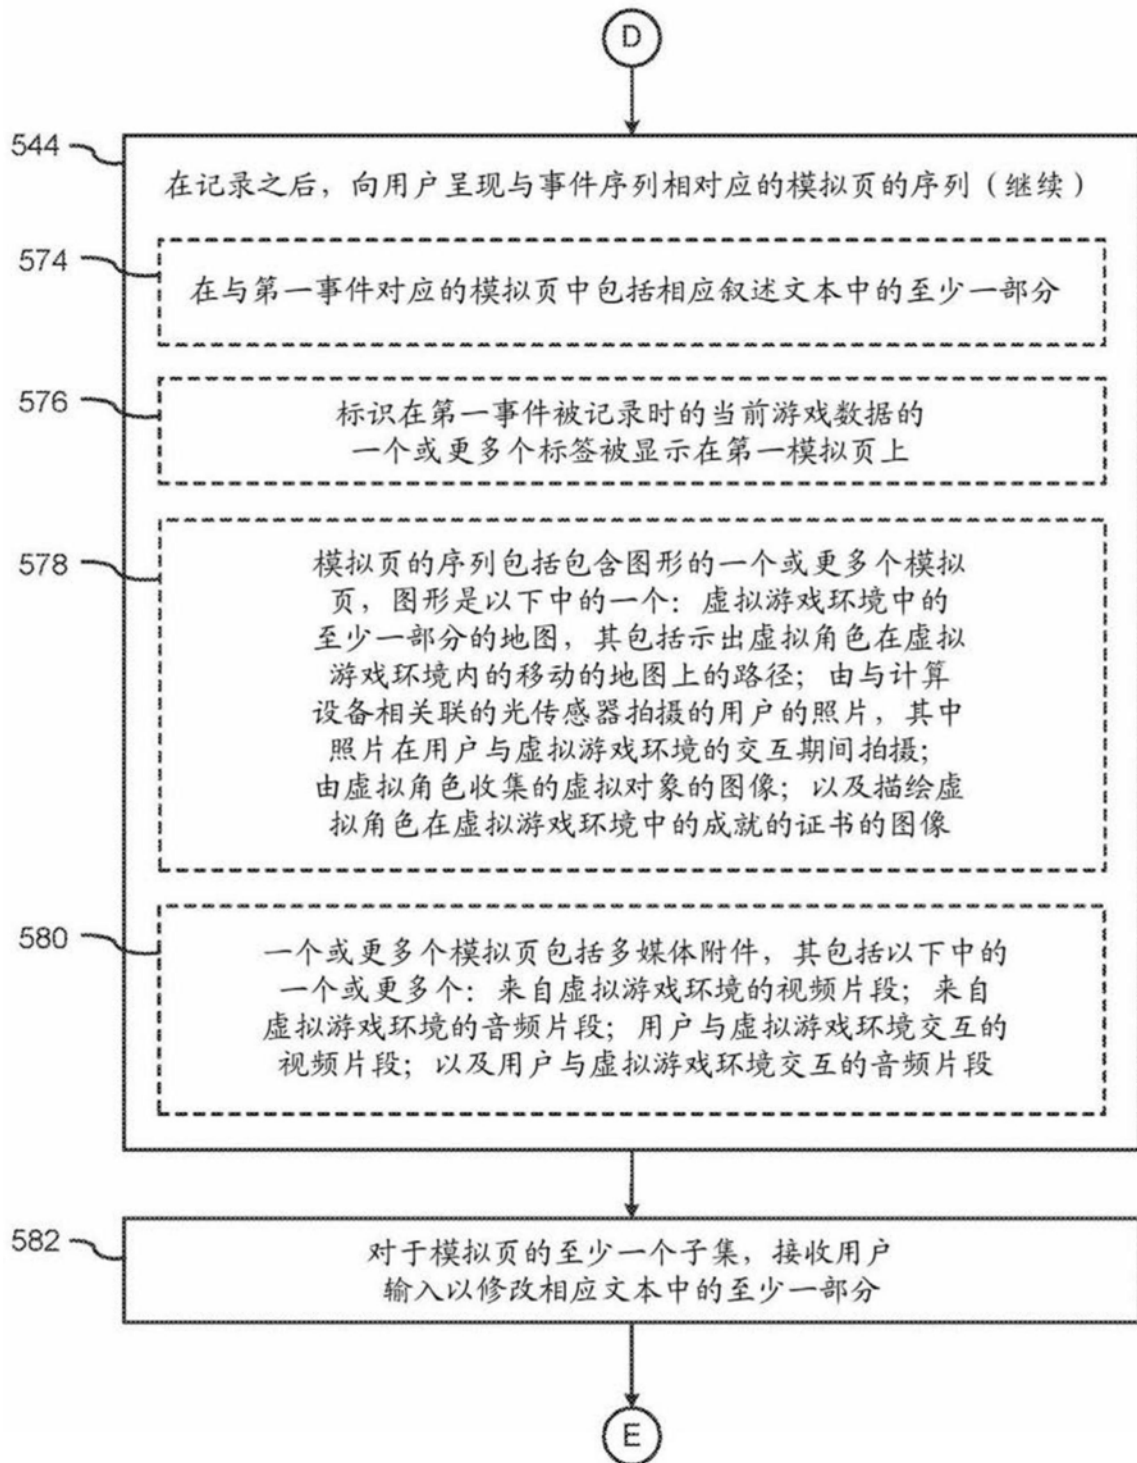 D
544
在记录之后，向用户呈现与事件序列相对应的模拟页的序列（继续）
574
在与第一事件对应的模拟页中包括相应叙述文本中的至少一部分
576
标识在第一事件被记录时的当前游戏数据的
一个或更多个标签被显示在第一模拟页上
578
模拟页的序列包括包含图形的一个或更多个模拟
页，图形是以下中的一个：虚拟游戏环境中的
至少一部分的地图，其包括示出虚拟角色在虚拟
游戏环境内的移动的地图上的路径；由与计算
设备相关联的光传感器拍摄的用户的照片，其中
照片在用户与虚拟游戏环境的交互期间拍摄；
由虚拟角色收集的虚拟对象的图像；以及描绘虚
拟角色在虚拟游戏环境中的成就的证书的图像
580
一个或更多个模拟页包括多媒体附件，其包括以下中的
一个或更多个：来自虚拟游戏环境的视频片段；来自
虚拟游戏环境的音频片段；用户与虚拟游戏环境交互的
视频片段；以及用户与虚拟游戏环境交互的音频片段
582
对于模拟页的至少一个子集，接收用户
输入以修改相应文本中的至少一部分
E